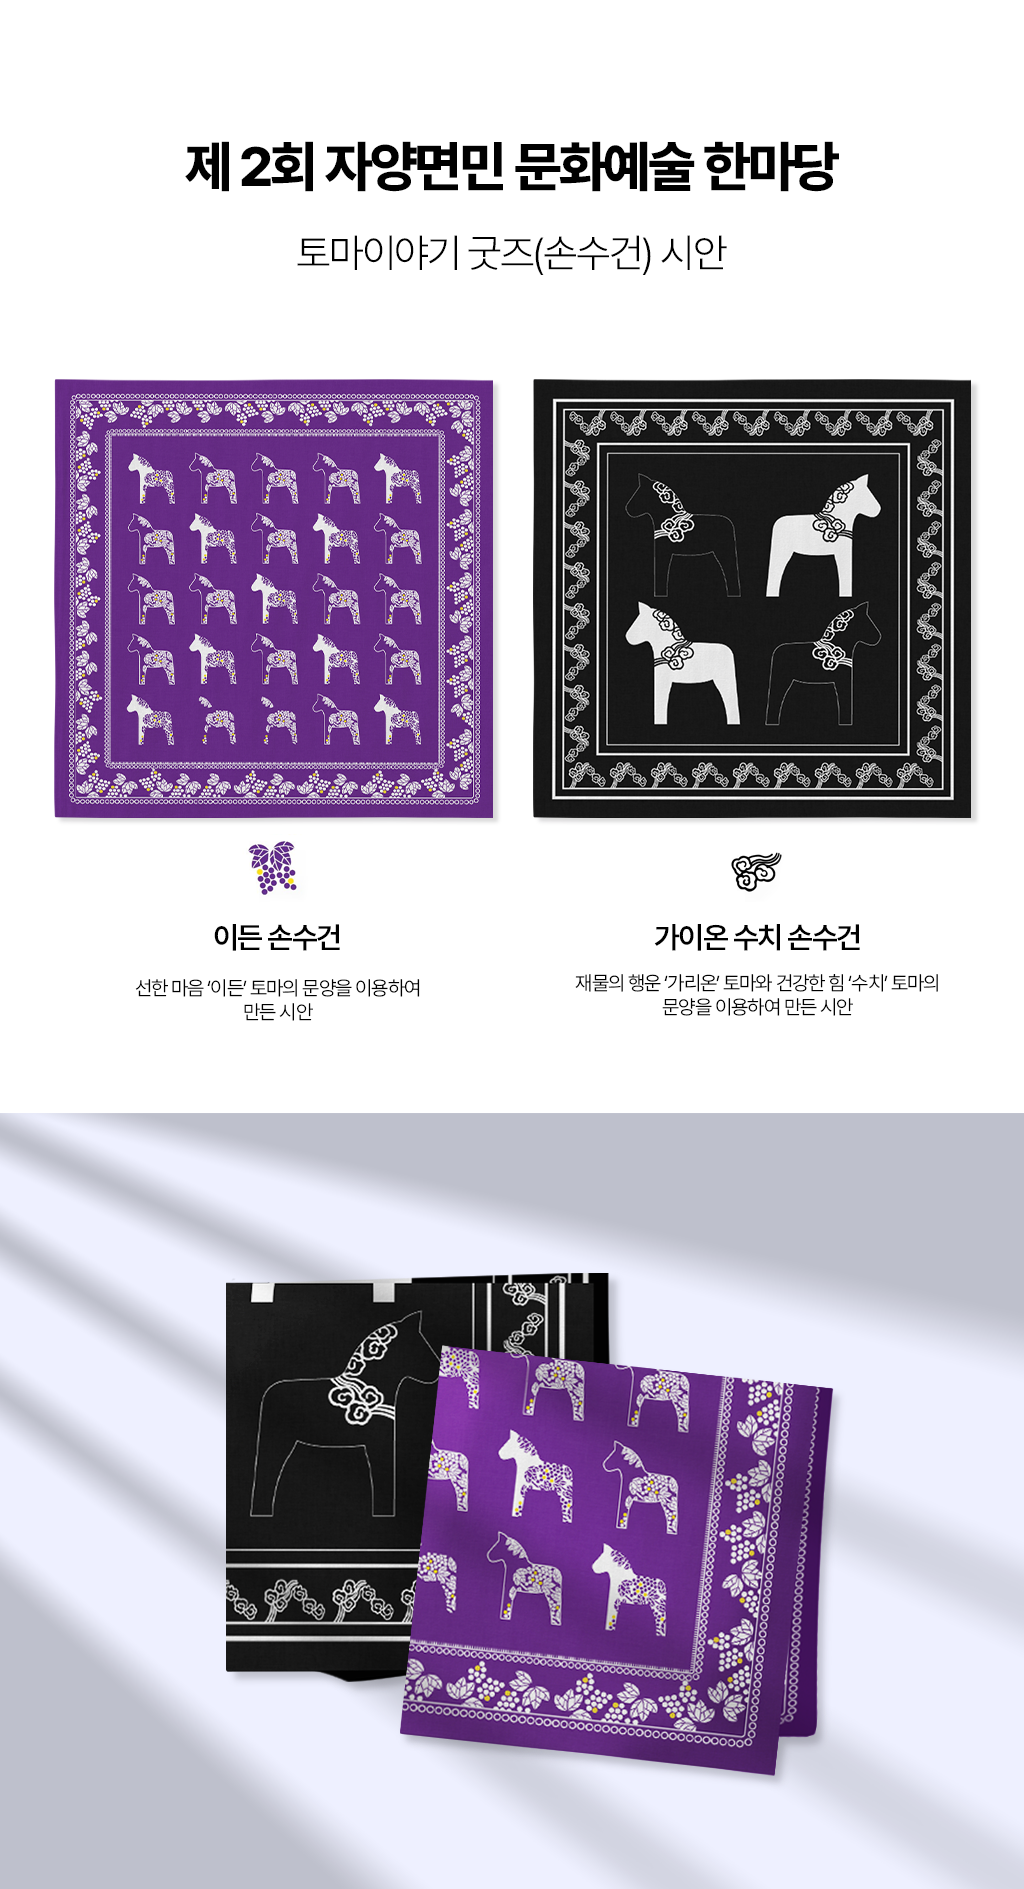 제 2회 자양면민 문화예술 한마당
토마이야기 굿즈(손수건) 시안
이든 손수건
선한 마음 ‘이든’ 토마의 문양을 이용하여
만든 시안
가이온 수치 손수건
재물의 행운 ‘가리온’ 토마와 건강한 힘 ‘수치’ 토마의
문양을 이용하여 만든 시안